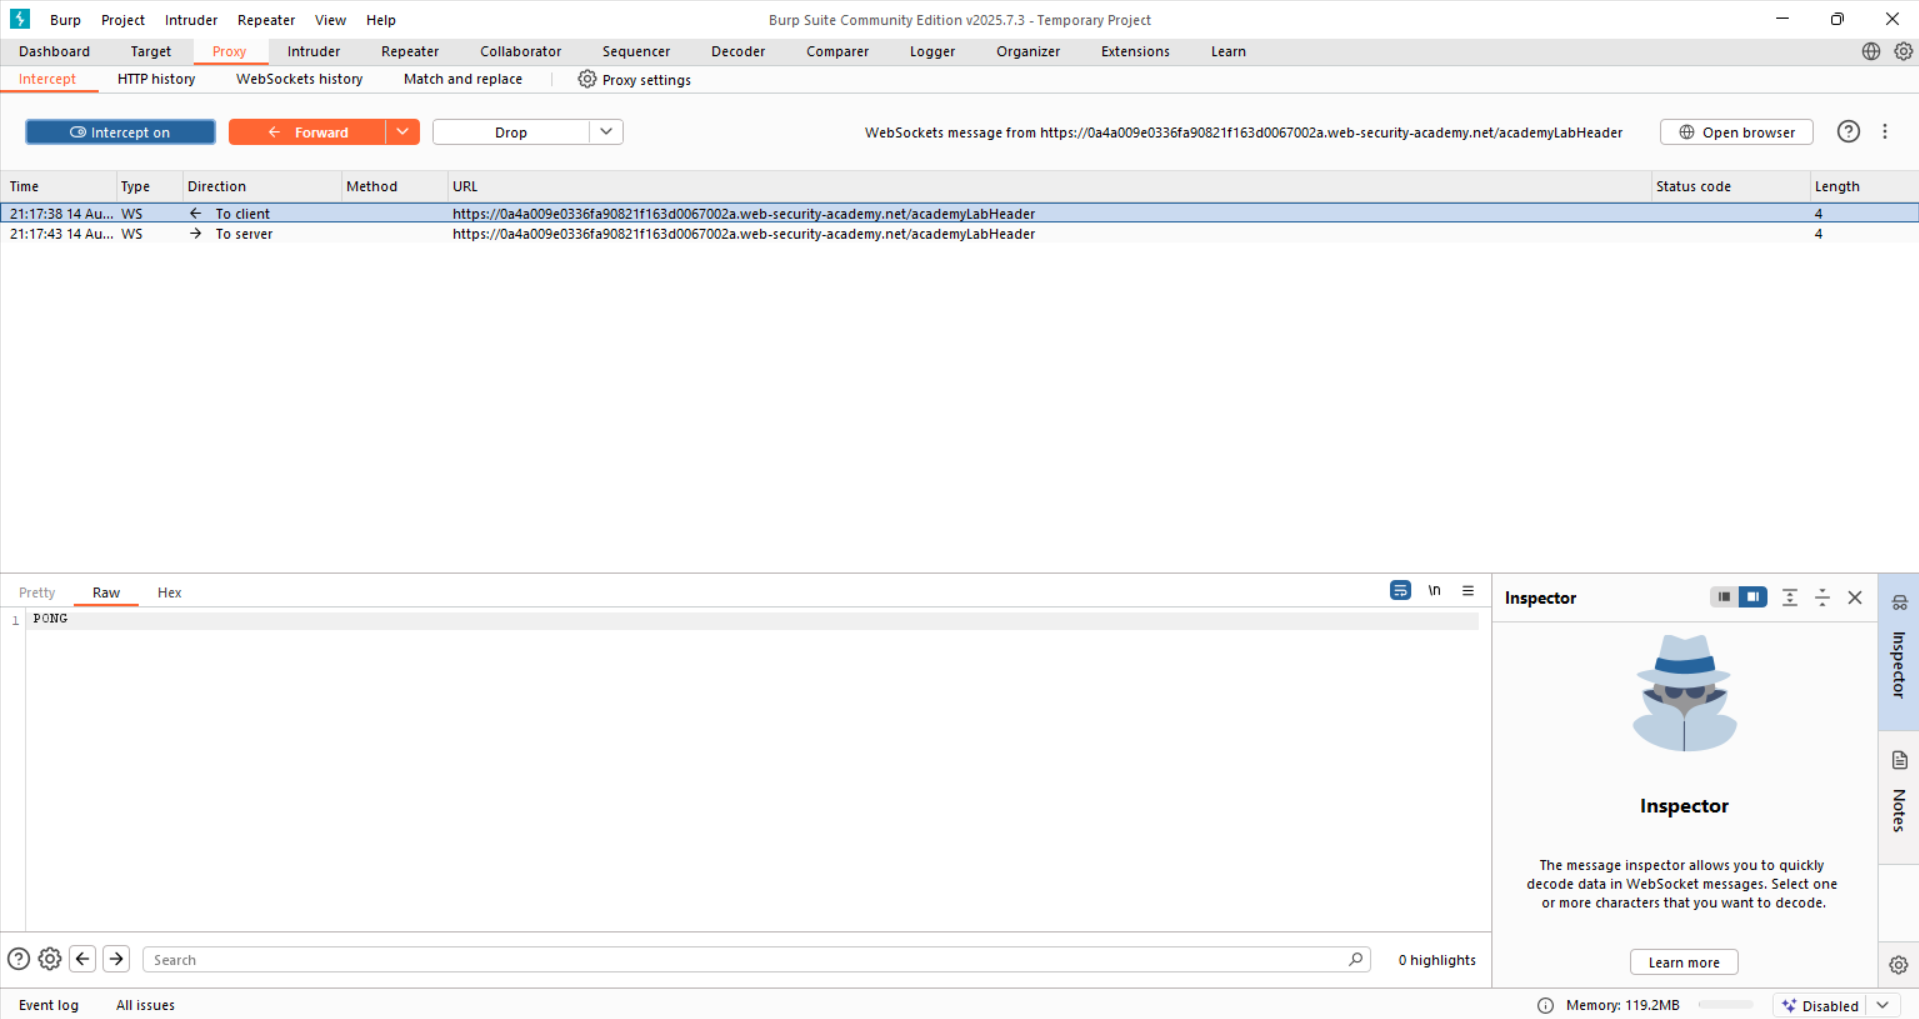 Burp Project Intruder Repeater View Help
Burp Suite Community Edition v2025.7.3 - Temporary Project
Dashboard Target Proxy Intruder Repeater Collaborator Sequencer Decoder Comparer Logger Organizer Extensions Learn
Intercept HTTP history WebSockets history Match and replace Proxy settings
Intercept on Forward Drop WebSockets message from https://0a4a009e0336fa90821f163d0067002a.web-security-academy.net/academyLabHeader Open browser
Time Type Direction Method URL Status code Length
21:17:38 14 Au... WS To client https://0a4a009e0336fa90821f163d0067002a.web-security-academy.net/academyLabHeader 4
21:17:43 14 Au... WS To server https://0a4a009e0336fa90821f163d0067002a.web-security-academy.net/academyLabHeader 4
Pretty Raw Hex \n
1 PONG
Inspector
Inspector
The message inspector allows you to quickly
decode data in WebSocket messages. Select one
or more characters that you want to decode.
Learn more
Inspector
Notes
Search 0 highlights
Event log All issues Memory: 119.2MB Disabled